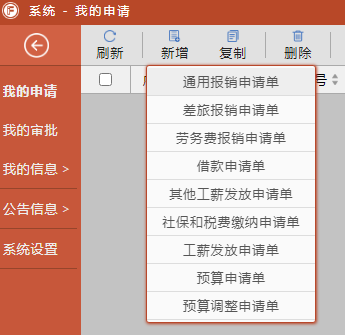 系统 - 我的申请
刷新 新增 复制 删除
我的申请
我的审批
我的信息 >
公告信息 >
系统设置
号
通用报销申请单
差旅报销申请单
劳务费报销申请单
借款申请单
其他工薪发放申请单
社保和税费缴纳申请单
工薪发放申请单
预算申请单
预算调整申请单